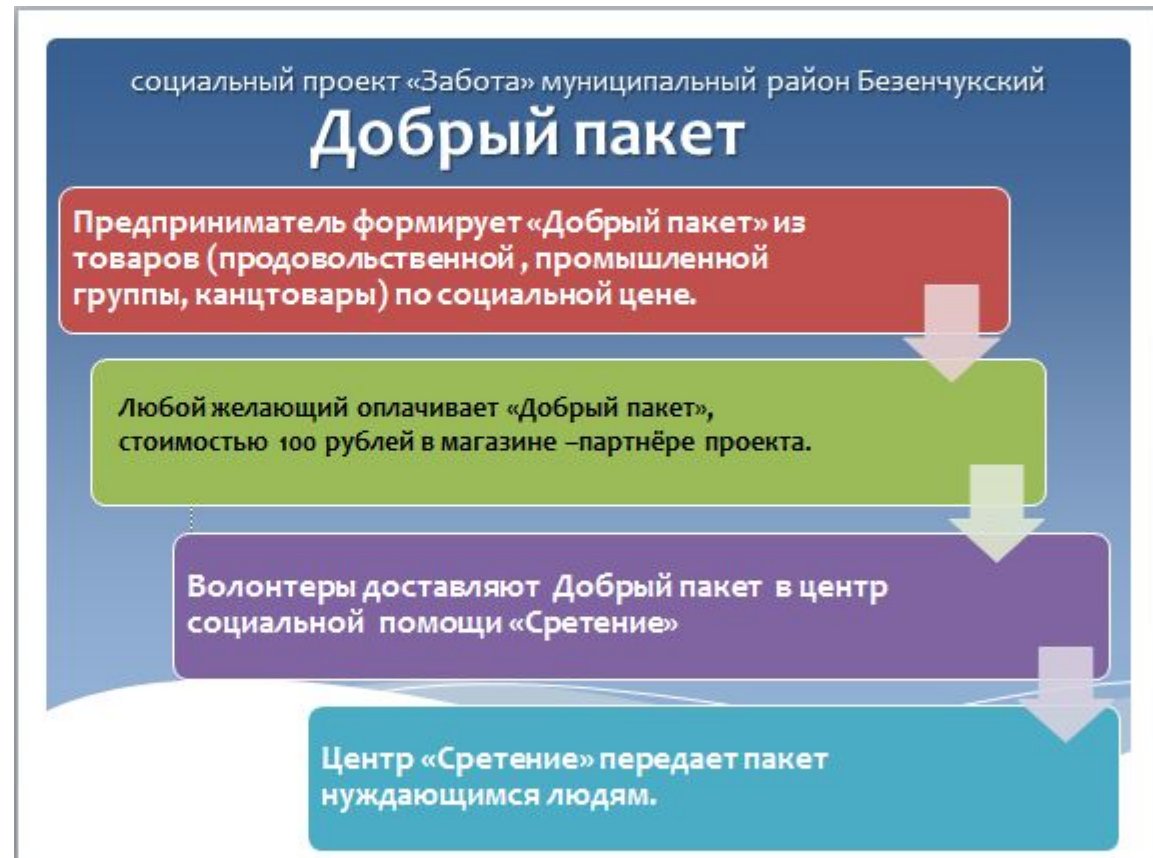 социальный проект «Забота» муниципальный район Безенчукский
Добрый пакет
Предприниматель формирует «Добрый пакет» из
товаров (продовольственной , промышленной
группы, канцтовары) по социальной цене.
Любой желающий оплачивает «Добрый пакет»,
стоимостью 100 рублей в магазине –партнёре проекта.
Волонтеры доставляют Добрый пакет в центр
социальной помощи «Сретение»
Центр «Сретение» передает пакет
нуждающимся людям.